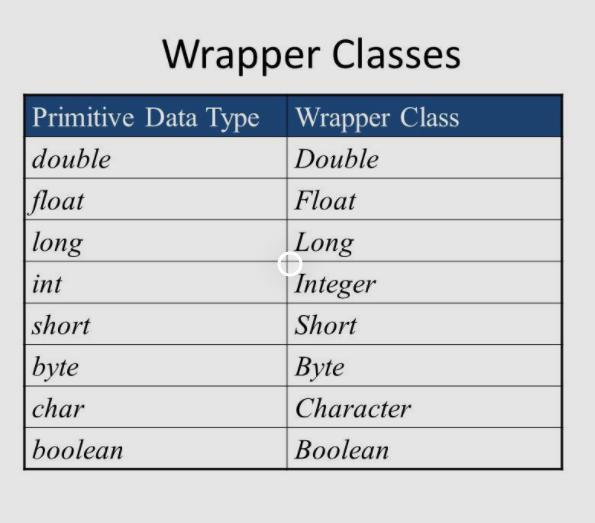 Wrapper Classes
Primitive Data Type Wrapper Class
double Double
float Float
long Long
int Integer
short Short
byte Byte
char Character
boolean Boolean